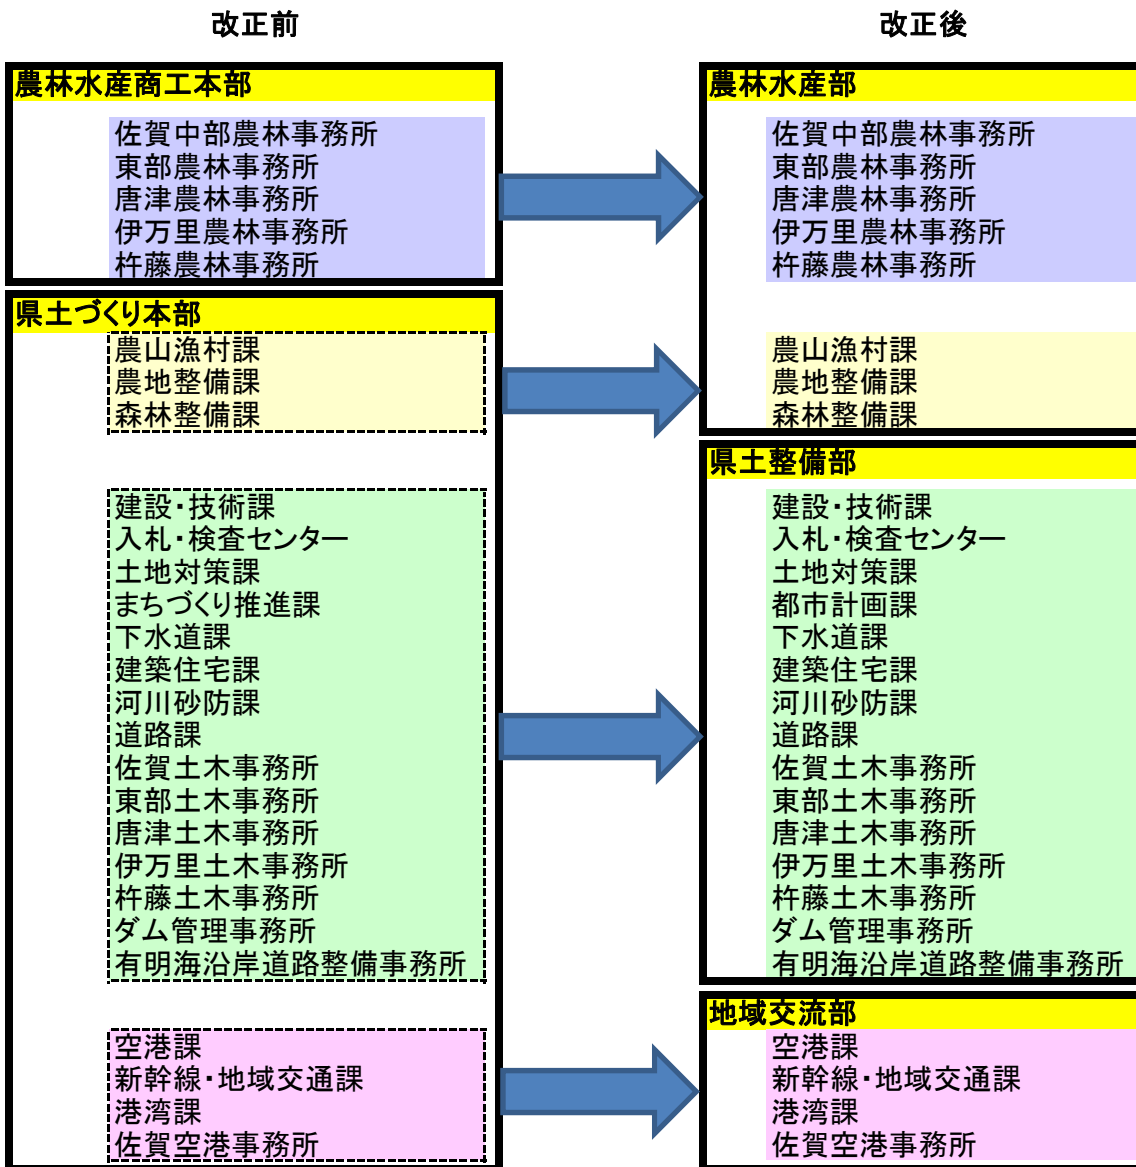 改正前
改正後
農林水産商工本部
佐賀中部農林事務所
東部農林事務所
唐津農林事務所
伊万里農林事務所
杵藤農林事務所
県土づくり本部
農山漁村課
農地整備課
森林整備課
建設・技術課
入札・検査センター
土地対策課
まちづくり推進課
下水道課
建築住宅課
河川砂防課
道路課
佐賀土木事務所
東部土木事務所
唐津土木事務所
伊万里土木事務所
杵藤土木事務所
ダム管理事務所
有明海沿岸道路整備事務所
空港課
新幹線・地域交通課
港湾課
佐賀空港事務所
農林水産部
佐賀中部農林事務所
東部農林事務所
唐津農林事務所
伊万里農林事務所
杵藤農林事務所
農山漁村課
農地整備課
森林整備課
県土整備部
建設・技術課
入札・検査センター
土地対策課
都市計画課
下水道課
建築住宅課
河川砂防課
道路課
佐賀土木事務所
東部土木事務所
唐津土木事務所
伊万里土木事務所
杵藤土木事務所
ダム管理事務所
有明海沿岸道路整備事務所
地域交流部
空港課
新幹線・地域交通課
港湾課
佐賀空港事務所